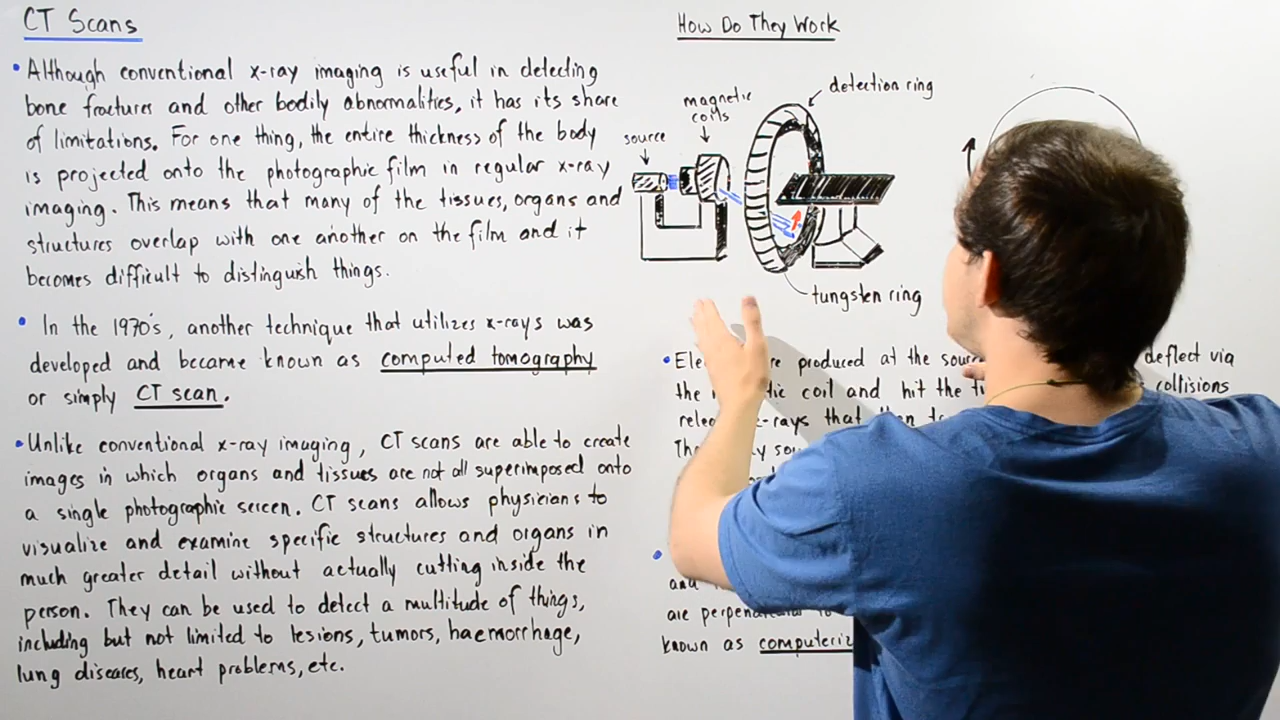 CT Scans
• Although conventional x-ray imaging is useful in detecting
bone fractures and other bodily abnormalities, it has its share
of limitations. For one thing, the entire thickness of the body
is projected onto the photographic film in regular x-ray
imaging. This means that many of the tissues, organs and
structures overlap with one another on the film and it
becomes difficult to distinguish things.
• In the 1970's, another technique that utilizes x-rays was
developed and became known as computed tomography
or simply CT scan.
• Unlike conventional x-ray imaging, CT scans are able to create
images in which organs and tissues are not all superimposed onto
a single photographic screen. CT scans allows physicians to
visualize and examine specific structures and organs in
much greater detail without actually cutting inside the
person. They can be used to detect a multitude of things,
including but not limited to lesions, tumors, haemorrhage,
lung diseases, heart problems, etc.
How Do They Work
detection ring
magnetic
coils
source
tungsten ring
• produced at the deflect via
the coil and hit the collisions
x-rays that then
are
known as